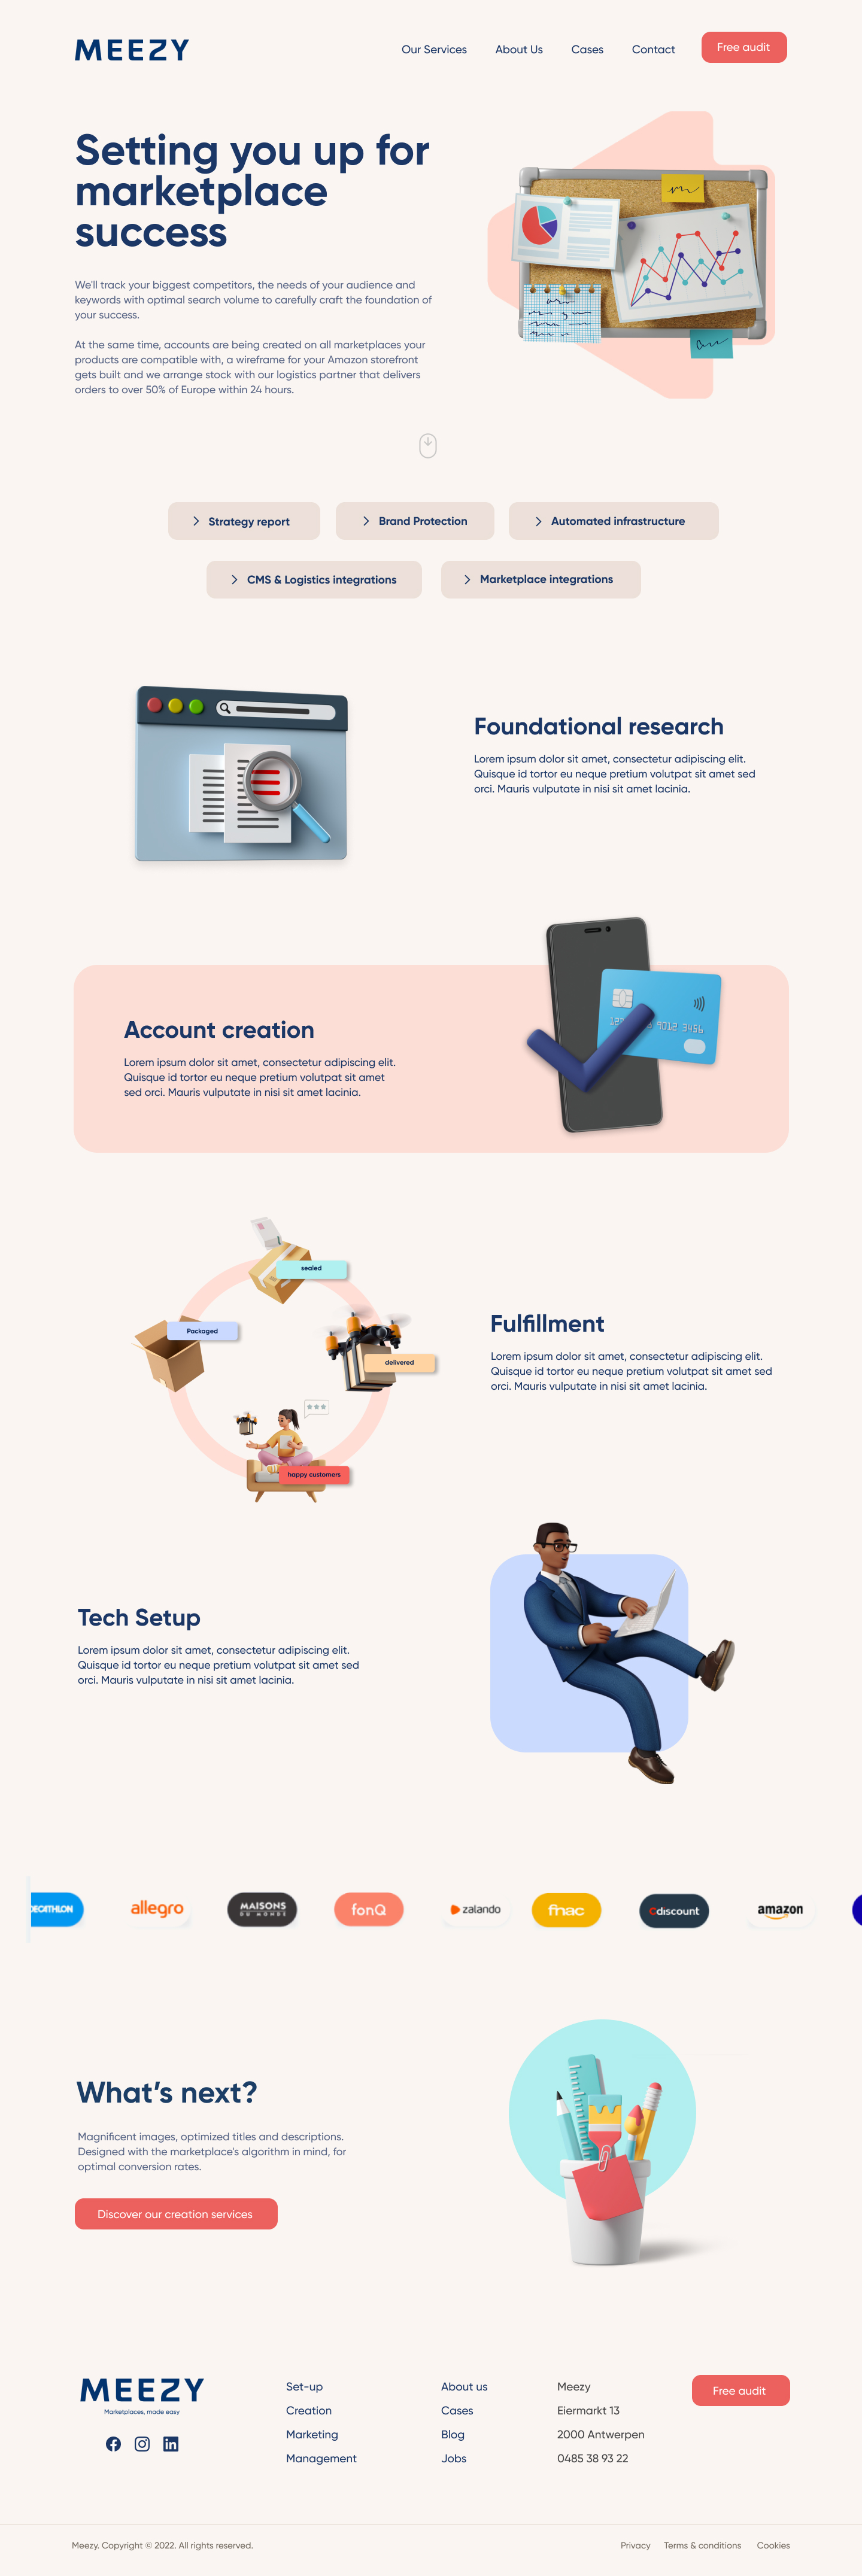 MEEZY
Our Services
About Us
Cases
Contact
Free audit
Setting you up for
marketplace
success
We'll track your biggest competitors, the needs of your audience and
keywords with optimal search volume to carefully craft the foundation of
your success.
At the same time, accounts are being created on all marketplaces your
products are compatible with, a wireframe for your Amazon storefront
gets built and we arrange stock with our logistics partner that delivers
orders to over 50% of Europe within 24 hours.
Strategy report
Brand Protection
Automated infrastructure
CMS & Logistics integrations
Marketplace integrations
Foundational research
Lorem ipsum dolor sit amet, consectetur adipiscing elit.
Quisque id tortor eu neque pretium volutpat sit amet sed
orci. Mauris vulputate in nisi sit amet lacinia.
Account creation
Lorem ipsum dolor sit amet, consectetur adipiscing elit.
Quisque id tortor eu neque pretium volutpat sit amet
sed orci. Mauris vulputate in nisi sit amet lacinia.
9012 3456
sealed
Packaged
delivered
happy customers
Fulfillment
Lorem ipsum dolor sit amet, consectetur adipiscing elit.
Quisque id tortor eu neque pretium volutpat sit amet sed
orci. Mauris vulputate in nisi sit amet lacinia.
Tech Setup
Lorem ipsum dolor sit amet, consectetur adipiscing elit.
Quisque id tortor eu neque pretium volutpat sit amet sed
orci. Mauris vulputate in nisi sit amet lacinia.
DECATHLON
allegro
MAISONS
DU MONDE
fonQ
zalando
fnac
Cdiscount
amazon
What's next?
Magnificent images, optimized titles and descriptions.
Designed with the marketplace's algorithm in mind, for
optimal conversion rates.
Discover our creation services
MEEZY
Marketplaces, made easy
Set-up
Creation
Marketing
Management
About us
Cases
Blog
Jobs
Meezy
Eiermarkt 13
2000 Antwerpen
0485 38 93 22
Free audit
Meezy. Copyright © 2022. All rights reserved.
Privacy
Terms & conditions
Cookies